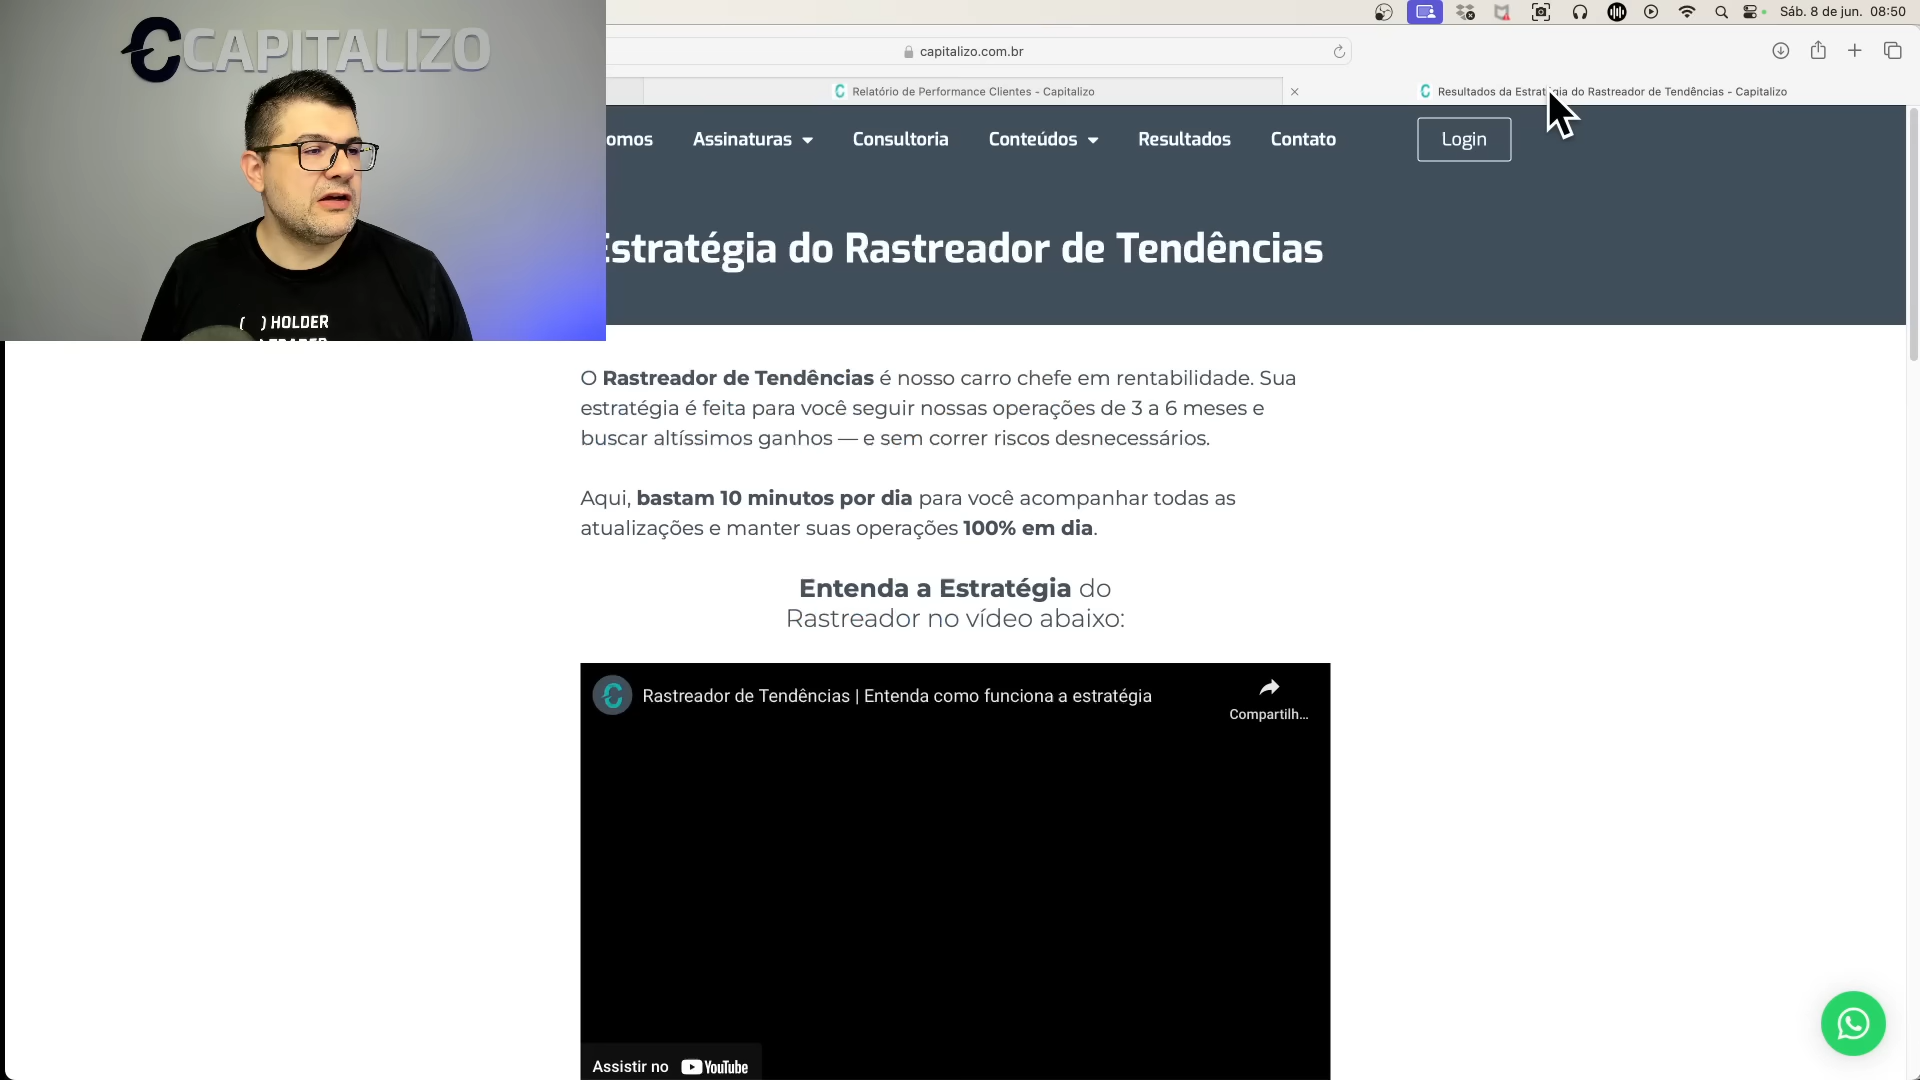 CAPITALIZO
( ) HOLDER
Sáb. 8 de jun. 08:50
capitalizo.com.br
Relatório de Performance Clientes - Capitalizo
Resultados da Estratégia do Rastreador de Tendências - Capitalizo
omos
Assinaturas
Consultoria
Conteúdos
Resultados
Contato
Login
Estratégia do Rastreador de Tendências
O Rastreador de Tendências é nosso carro chefe em rentabilidade. Sua
estratégia é feita para você seguir nossas operações de 3 a 6 meses e
buscar altíssimos ganhos — e sem correr riscos desnecessários.
Aqui, bastam 10 minutos por dia para você acompanhar todas as
atualizações e manter suas operações 100% em dia.
Entenda a Estratégia do
Rastreador no vídeo abaixo:
Rastreador de Tendências | Entenda como funciona a estratégia
Compartilh...
Assistir no YouTube